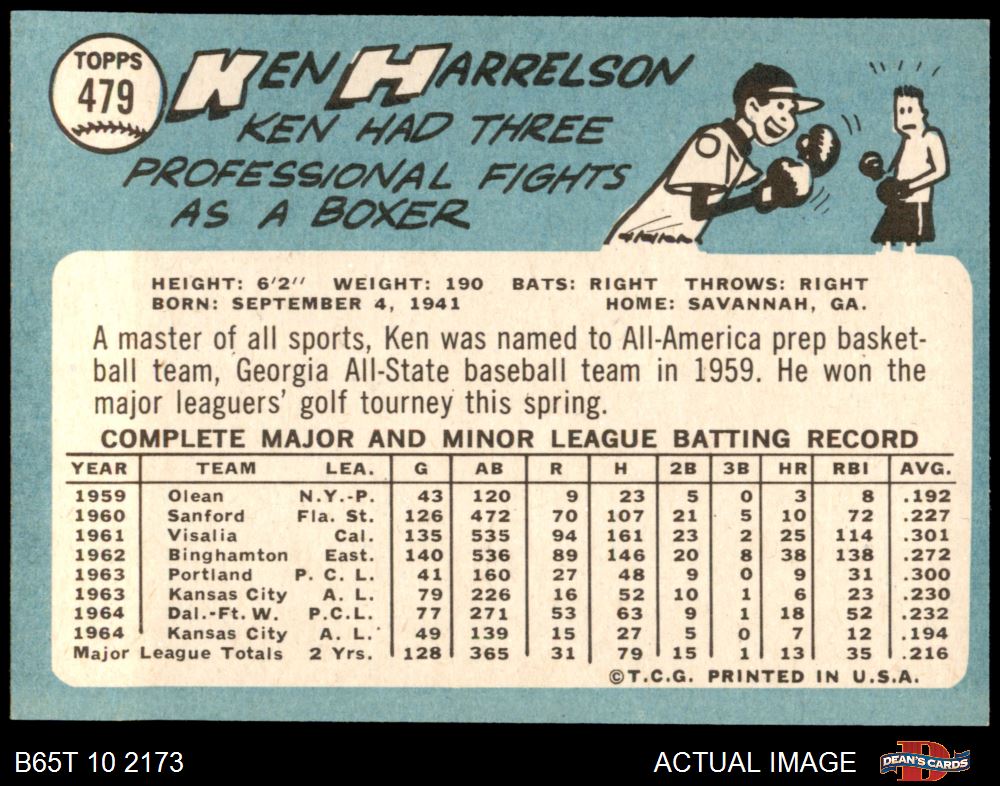 TOPPS
479
KEN HARRELSON
KEN HAD THREE
PROFESSIONAL FIGHTS
AS A BOXER
HEIGHT: 6'2" WEIGHT: 190 BATS: RIGHT THROWS: RIGHT
BORN: SEPTEMBER 4, 1941 HOME: SAVANNAH, GA.
A master of all sports, Ken was named to All-America prep basket-
ball team, Georgia All-State baseball team in 1959. He won the
major leaguers' golf tourney this spring.
COMPLETE MAJOR AND MINOR LEAGUE BATTING RECORD
YEAR TEAM LEA. G AB R H 2B 3B HR RBI AVG.
1959 Olean N.Y.-P. 43 120 9 23 5 0 3 8 .192
1960 Sanford Fla. St. 126 472 70 107 21 5 10 72 .227
1961 Visalia Cal. 135 535 94 161 23 2 25 114 .301
1962 Binghamton East. 140 536 89 146 20 8 38 138 .272
1963 Portland P. C. L. 41 160 27 48 9 0 9 31 .300
1963 Kansas City A. L. 79 226 16 52 10 1 6 23 .230
1964 Dal.-Ft. W. P.C.L. 77 271 53 63 9 1 18 52 .232
1964 Kansas City A. L. 49 139 15 27 5 0 7 12 .194
Major League Totals 2 Yrs. 128 365 31 79 15 1 13 35 .216
©T.C.G. PRINTED IN U.S.A.
B65T 10 2173 ACTUAL IMAGE D DEAN'S CARDS